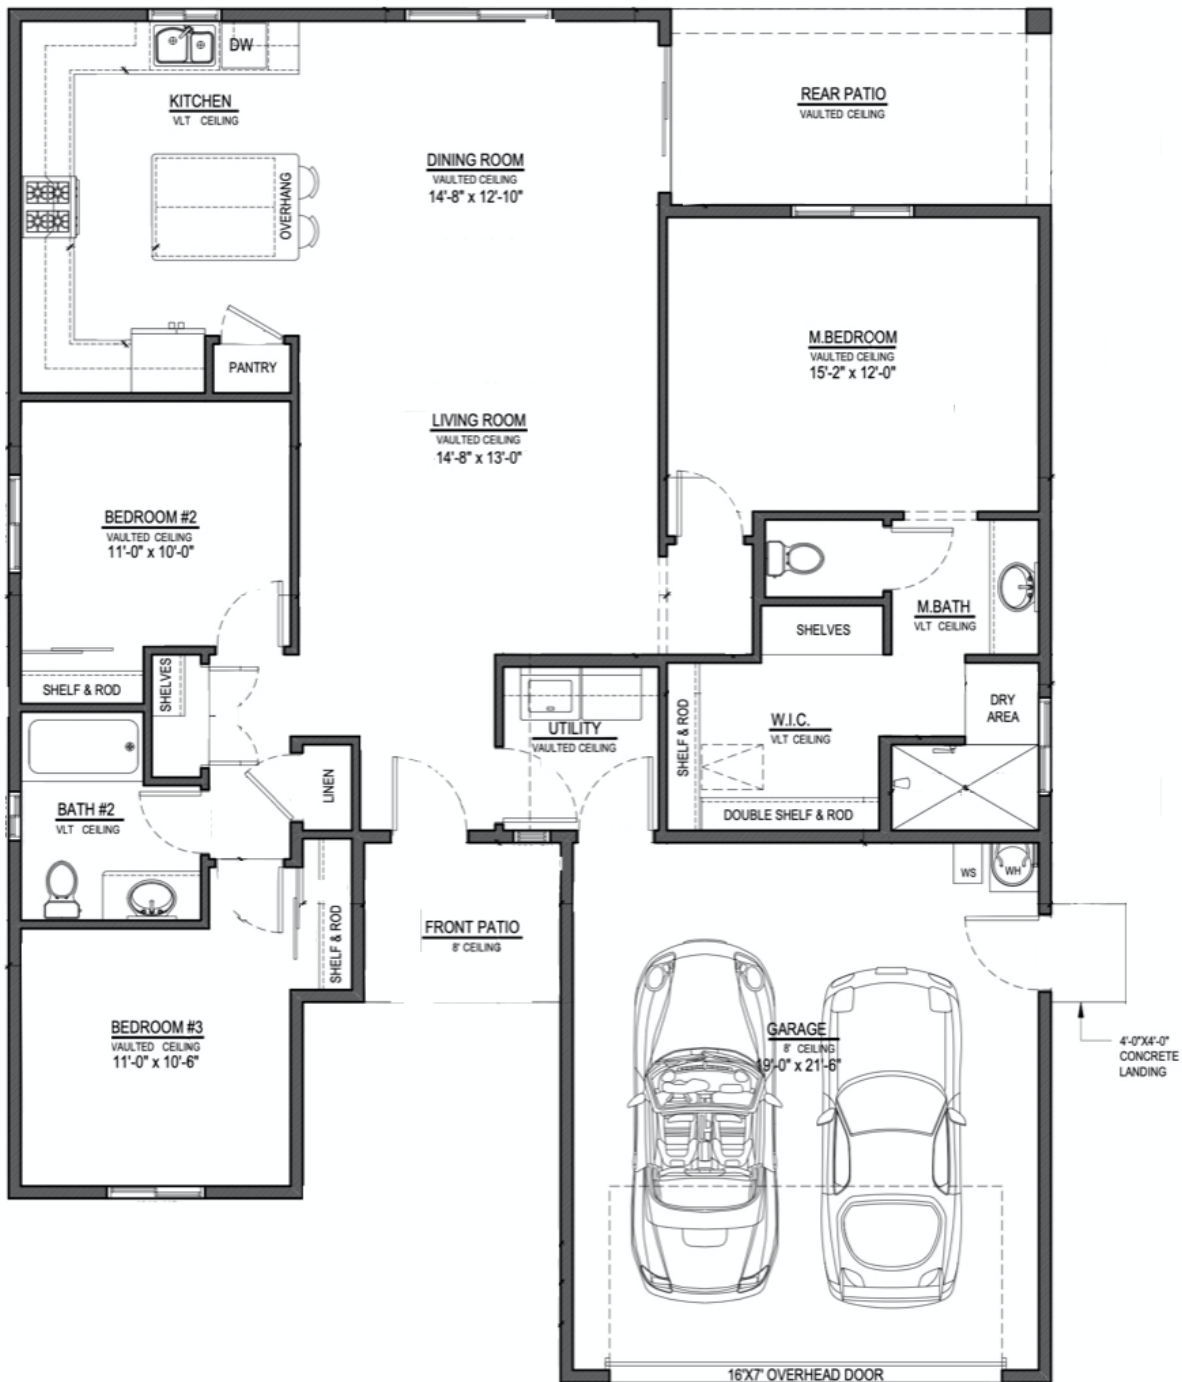 DW
KITCHEN
VLT CEILING
OVERHANG
DINING ROOM
VAULTED CEILING
14'-8" x 12'-10"
REAR PATIO
VAULTED CEILING
PANTRY
M.BEDROOM
VAULTED CEILING
15'-2" x 12'-0"
LIVING ROOM
VAULTED CEILING
14'-8" x 13'-0"
BEDROOM #2
VAULTED CEILING
11'-0" x 10'-0"
SHELF & ROD
SHELVES
M.BATH
VLT CEILING
SHELVES
DRY
AREA
W.I.C.
VLT CEILING
SHELF & ROD
DOUBLE SHELF & ROD
UTILITY
VAULTED CEILING
LINEN
BATH #2
VLT CEILING
SHELF & ROD
FRONT PATIO
8' CEILING
WS
WH
BEDROOM #3
VAULTED CEILING
11'-0" x 10'-6"
GARAGE
8' CEILING
19'-0" x 21'-6"
4'-0"X4'-0"
CONCRETE
LANDING
16'X7' OVERHEAD DOOR